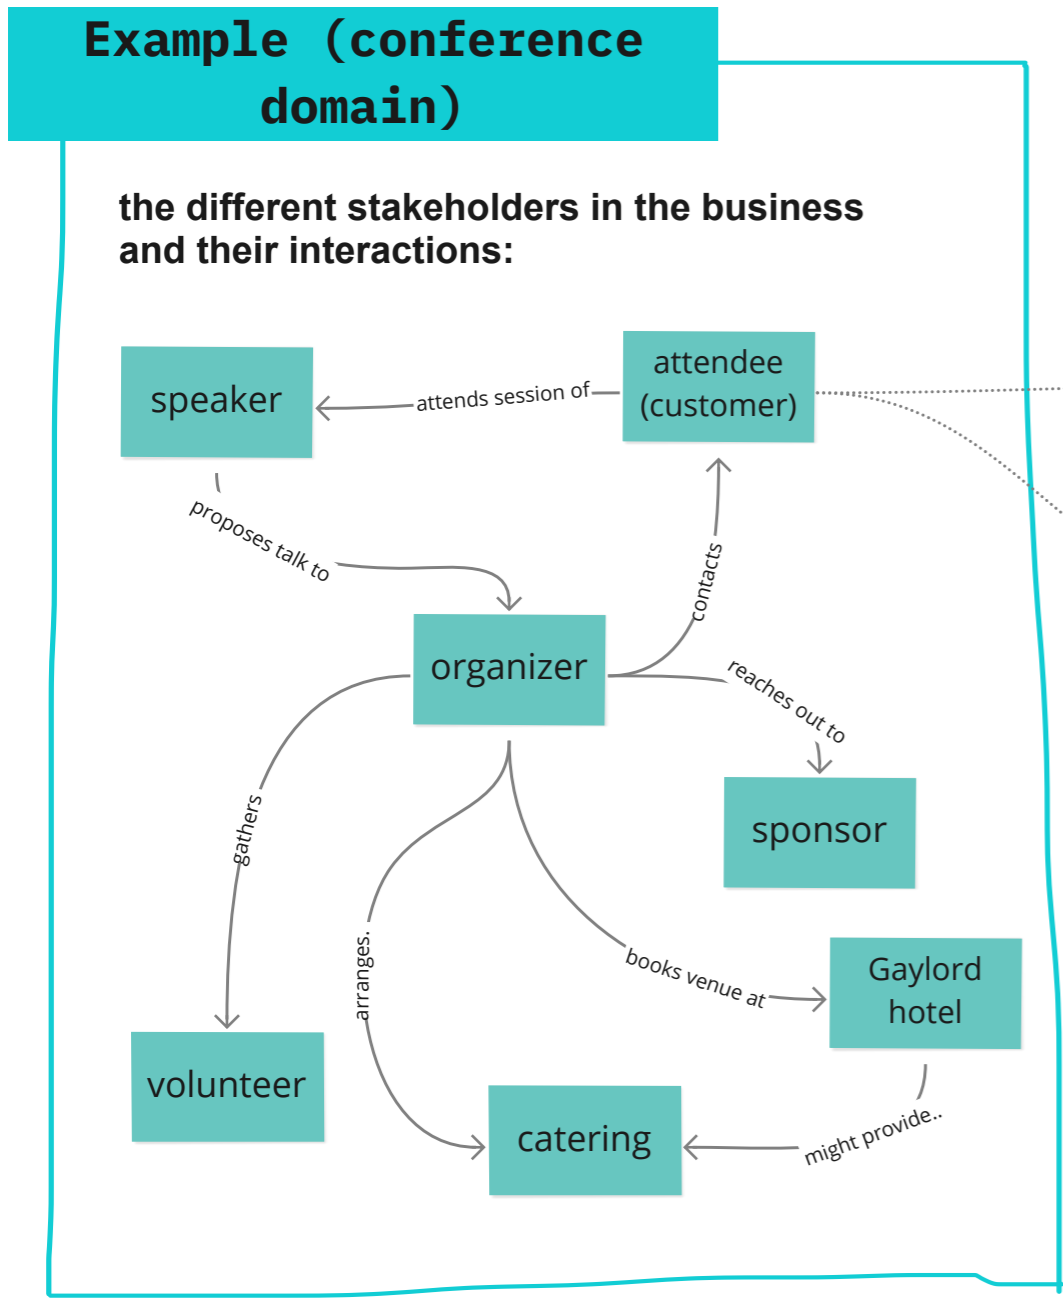 Example (conference
domain)
the different stakeholders in the business
and their interactions:
speaker
attends session of
attendee
(customer)
proposes talk to
contacts
organizer
reaches out to
sponsor
gathers
arranges.
books venue at
Gaylord
hotel
volunteer
catering
might provide..